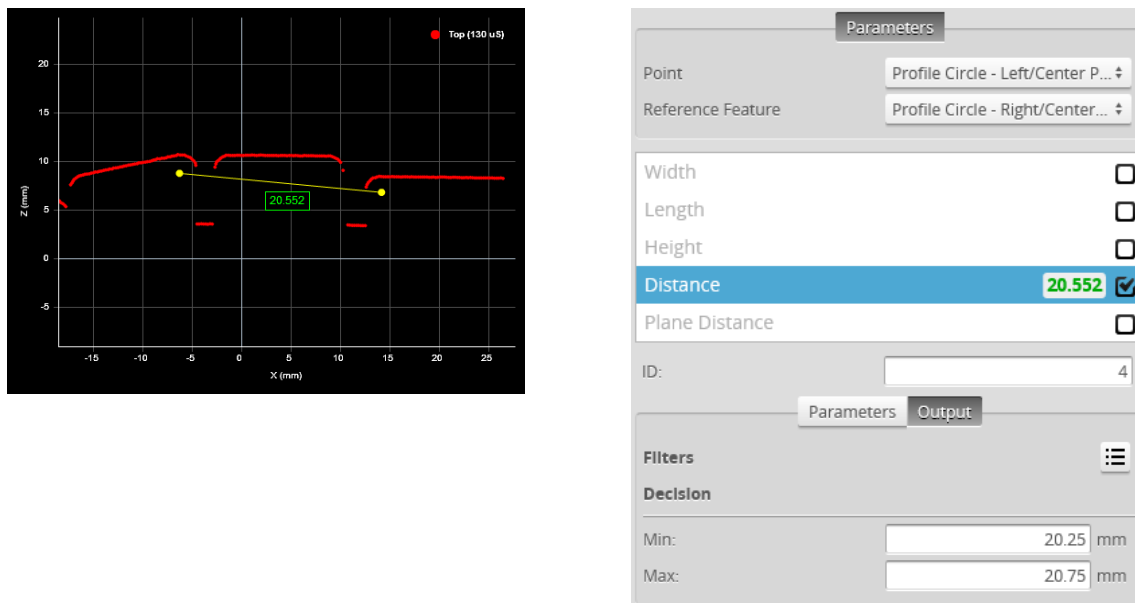 Top (130 uS)
20
15
10
5
0
-5
Z (mm)
20.552
-15 -10 -5 0 5 10 15 20 25
X (mm)
Parameters
Point Profile Circle - Left/Center P...
Reference Feature Profile Circle - Right/Center...
Width
Length
Height
Distance 20.552
Plane Distance
ID: 4
Parameters Output
Filters
Decision
Min: 20.25 mm
Max: 20.75 mm